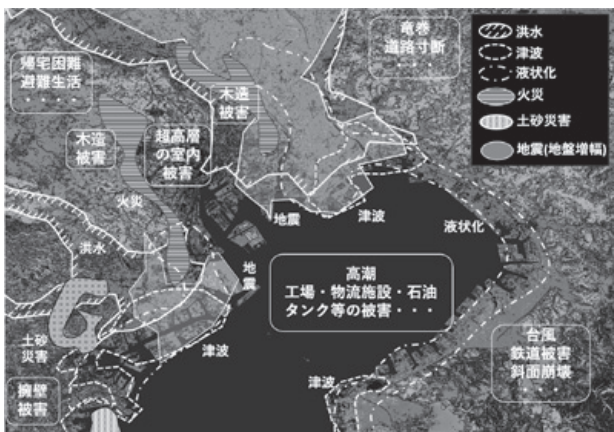 帰宅困難
避難生活
・・・・
木造
被害
超高層
の室内
被害
木造
被害
竜巻
道路寸断
・・・・
洪水
津波
液状化
火災
土砂災害
地震(地盤増幅)
火災
洪水
地震
津波
液状化
地震
高潮
工場・物流施設・石油
タンク等の被害・・・
土砂
災害
擁壁
被害
津波
津波
台風
鉄道被害
斜面崩壊
・・・・